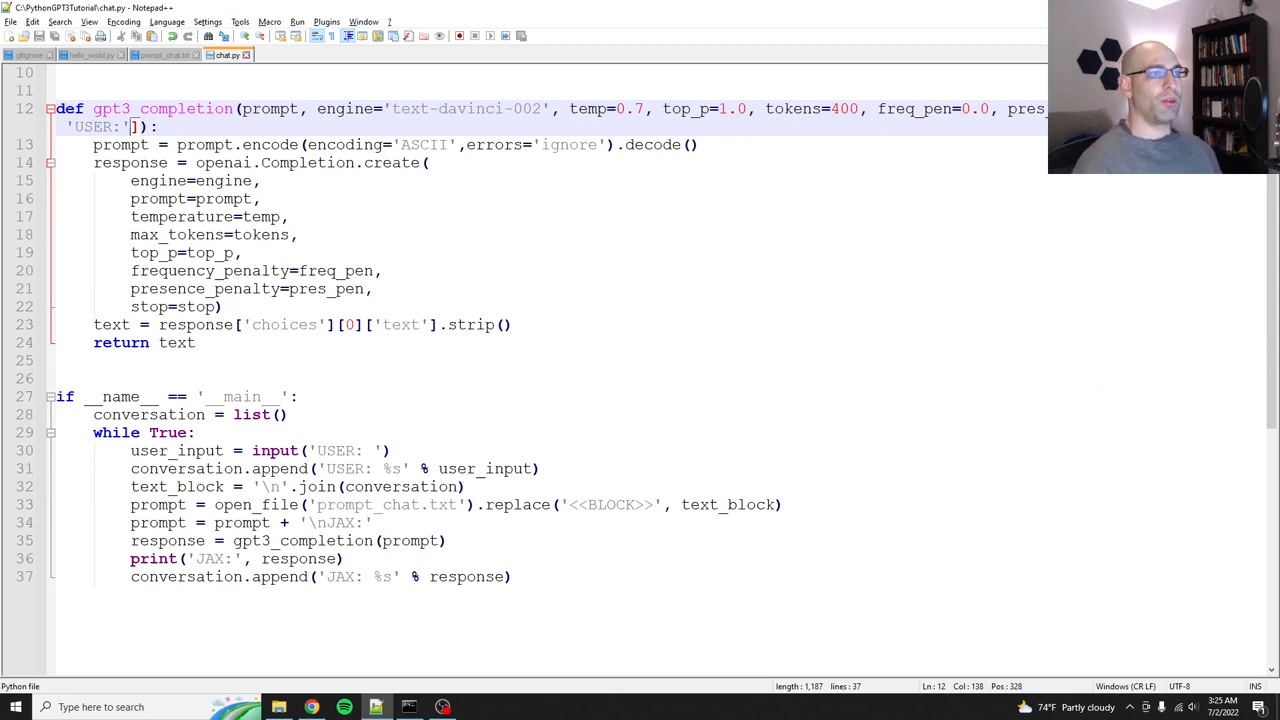 C:\PythonGPT3Tutorial\chat.py - Notepad++
File Edit Search View Encoding Language Settings Tools Macro Run Plugins Window ?
gitignore hello_world.py prompt_chat.txt chat.py
10
11
12 def gpt3_completion(prompt, engine='text-davinci-002', temp=0.7, top_p=1.0, tokens=400, freq_pen=0.0, pres_
'USER:']):
13 prompt = prompt.encode(encoding='ASCII',errors='ignore').decode()
14 response = openai.Completion.create(
15 engine=engine,
16 prompt=prompt,
17 temperature=temp,
18 max_tokens=tokens,
19 top_p=top_p,
20 frequency_penalty=freq_pen,
21 presence_penalty=pres_pen,
22 stop=stop)
23 text = response['choices'][0]['text'].strip()
24 return text
25
26
27 if __name__ == '__main__':
28 conversation = list()
29 while True:
30 user_input = input('USER: ')
31 conversation.append('USER: %s' % user_input)
32 text_block = '\n'.join(conversation)
33 prompt = open_file('prompt_chat.txt').replace('<<BLOCK>>', text_block)
34 prompt = prompt + '\nJAX:'
35 response = gpt3_completion(prompt)
36 print('JAX:', response)
37 conversation.append('JAX: %s' % response)
Python file length : 1,187 lines : 37 Ln : 12 Col : 138 Pos : 328 Windows (CR LF) UTF-8 INS
Type here to search 74°F Partly cloudy 3:25 AM
7/2/2022